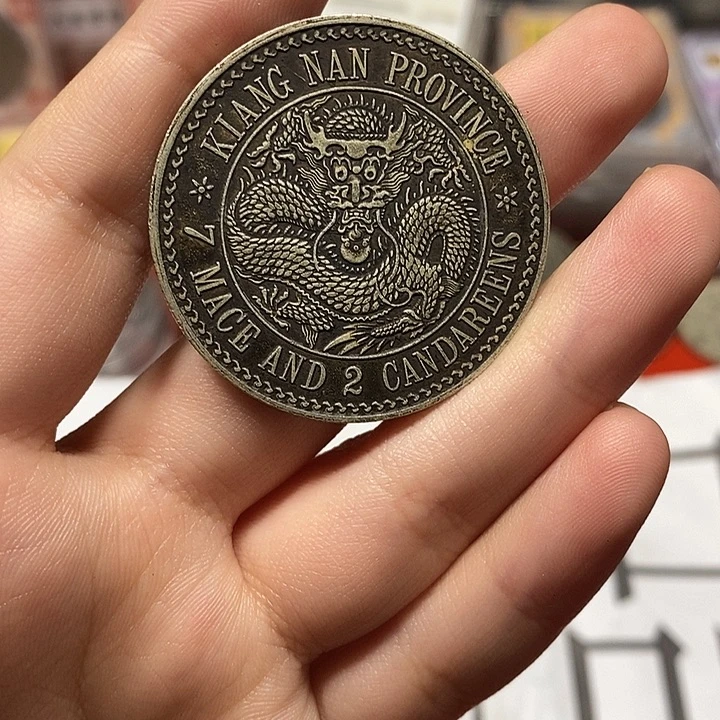 KIANG NAN PROVINCE
7 MACE AND 2 CANDAREENS